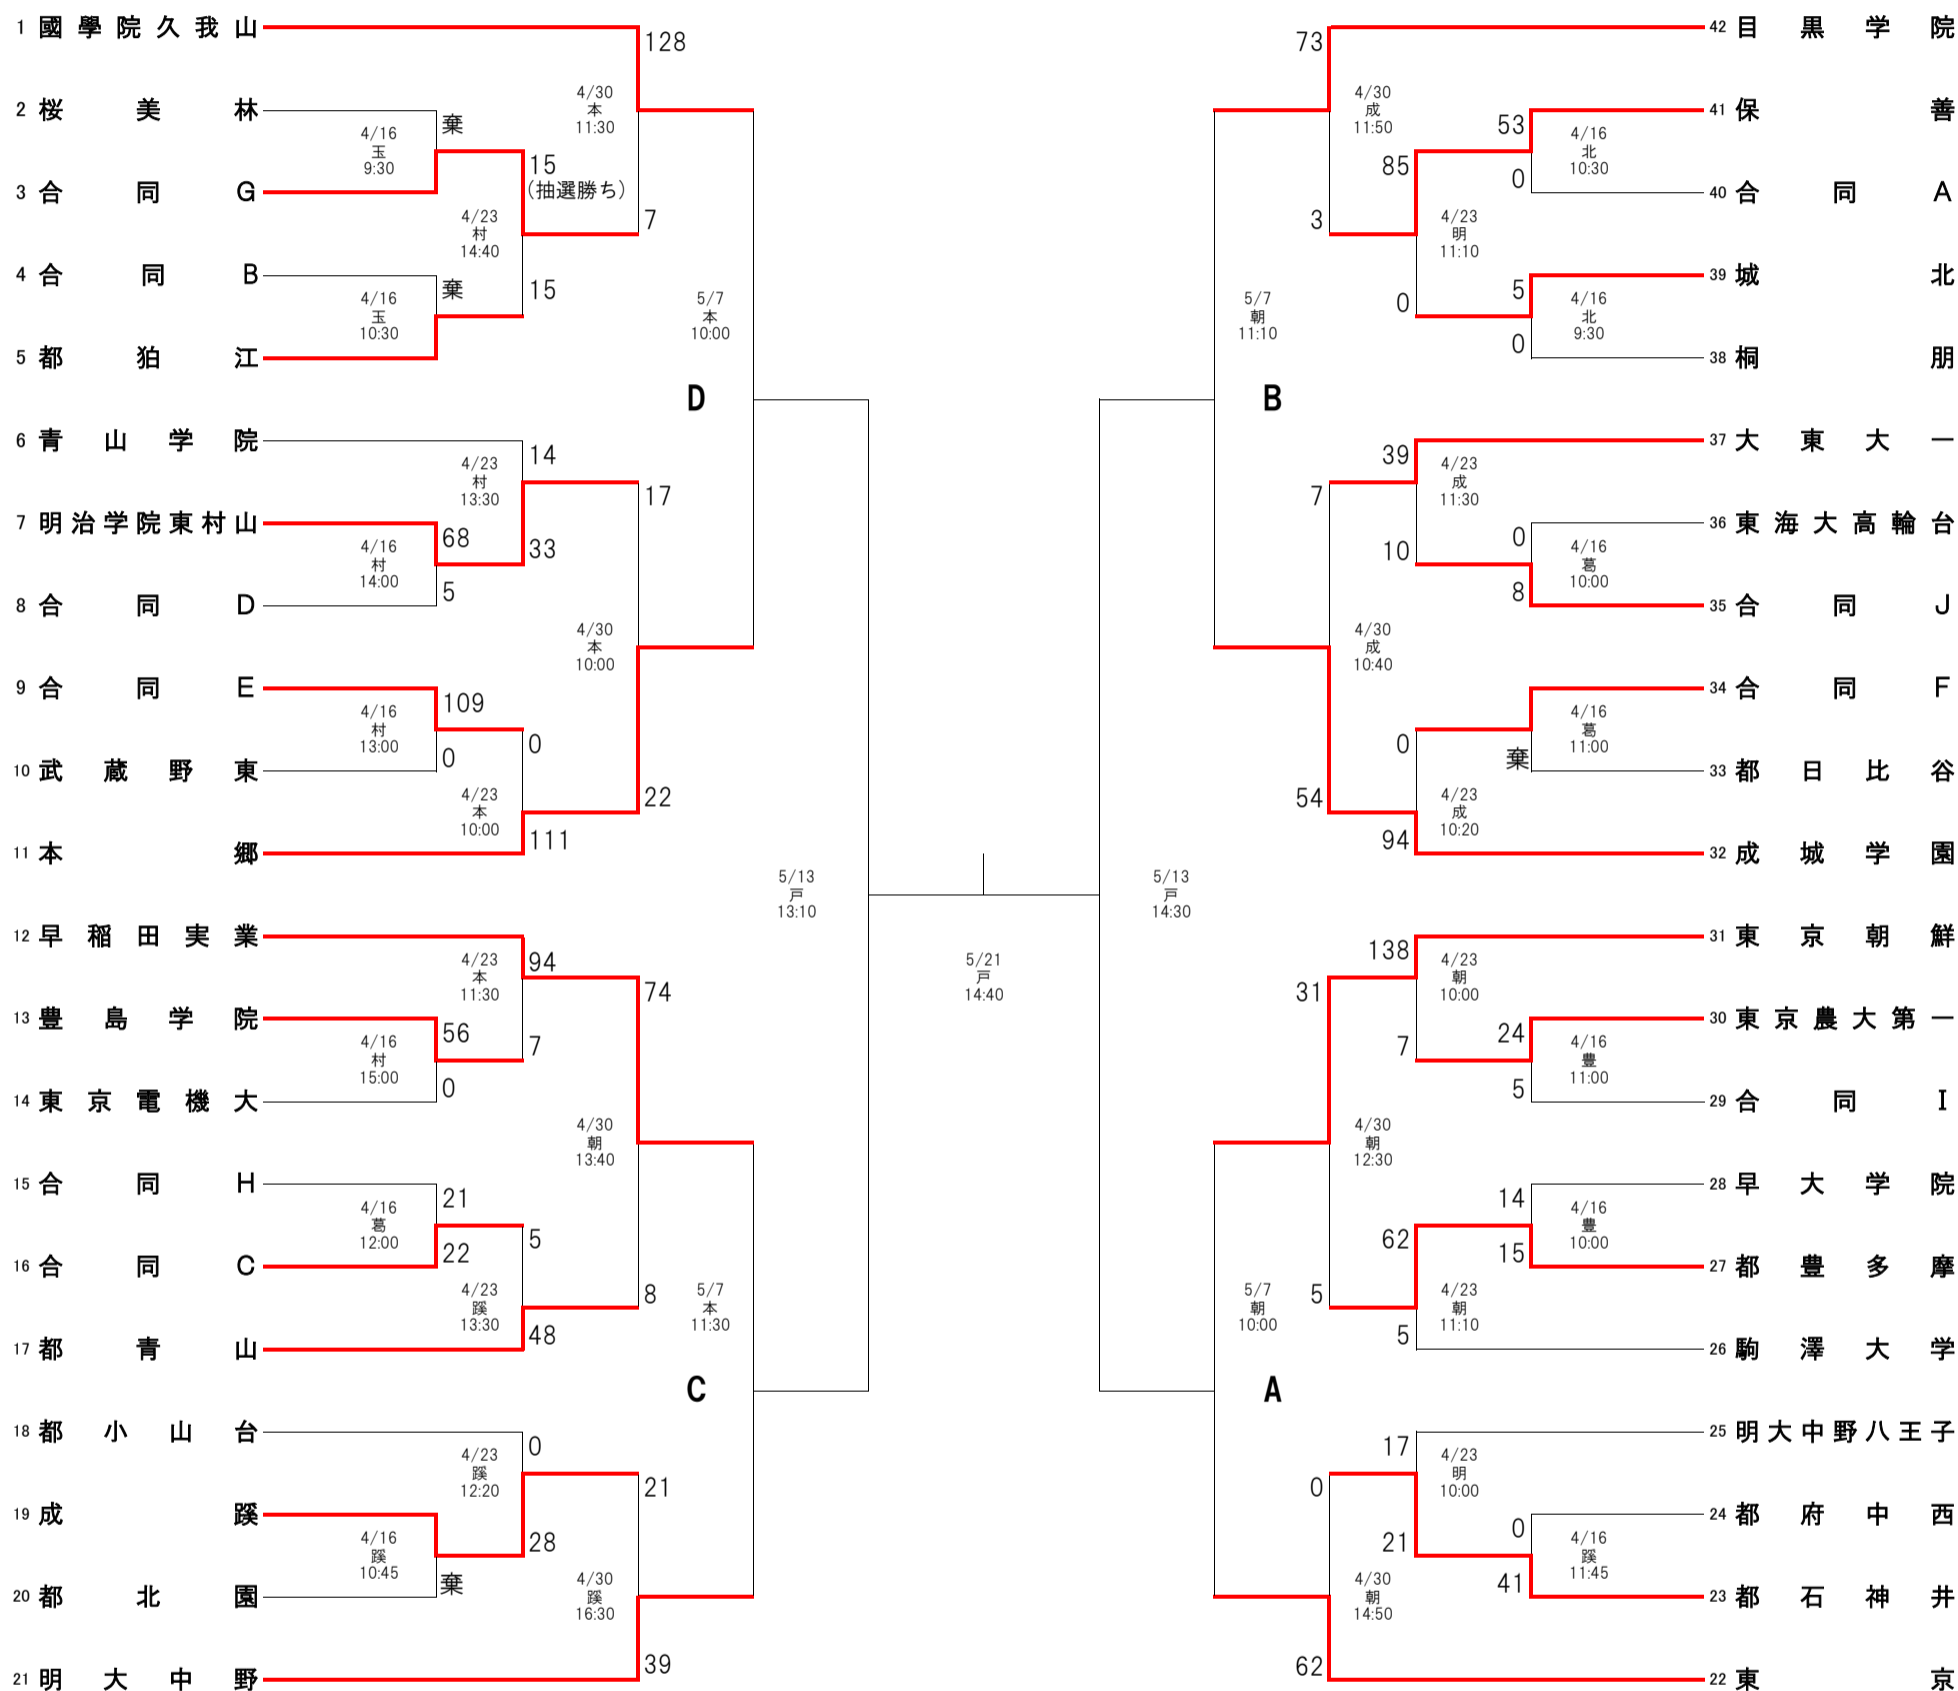 1 國學院久我山
128
4/30
本
11:30
2 桜美林
棄
4/16
玉
9:30
15
(抽選勝ち)
3 合同G
4/23
村
14:40
7
4 合同B
棄
4/16
玉
10:30
15
5/7
本
10:00
5 都狛江
D
6 青山学院
14
4/23
村
13:30
17
7 明治学院東村山
68
4/16
村
14:00
33
5
8 合同D
4/30
本
10:00
9 合同E
109
4/16
村
13:00
0
0
10 武蔵野東
4/23
本
10:00
22
111
11 本郷
5/13
戸
13:10
12 早稲田実業
94
4/23
本
11:30
74
13 豊島学院
56
4/16
村
15:00
7
0
14 東京電機大
4/30
朝
13:40
15 合同H
21
4/16
葛
12:00
5
22
16 合同C
4/23
蹊
13:30
8
5/7
本
11:30
48
17 都青山
C
18 都小山台
0
4/23
蹊
12:20
21
19 成蹊
4/16
蹊
10:45
28
棄
4/30
蹊
16:30
20 都北園
39
21 明大中野
5/21
戸
14:40
73
42 目黒学院
4/30
成
11:50
53
41 保善
4/16
北
10:30
85
0
40 合同A
3
4/23
明
11:10
5
39 城北
0
4/16
北
9:30
0
38 桐朋
5/7
朝
11:10
B
39
37 大東大一
4/23
成
11:30
7
0
36 東海大高輪台
10
4/16
葛
10:00
8
35 合同J
4/30
成
10:40
34 合同F
4/16
葛
11:00
0
棄
33 都日比谷
54
4/23
成
10:20
94
32 成城学園
5/13
戸
14:30
138
31 東京朝鮮
4/23
朝
10:00
31
24
30 東京農大第一
7
4/16
豊
11:00
5
29 合同I
4/30
朝
12:30
14
28 早大学院
4/16
豊
10:00
62
15
27 都豊多摩
5/7
朝
10:00
5
4/23
朝
11:10
5
26 駒澤大学
A
17
25 明大中野八王子
4/23
明
10:00
0
0
24 都府中西
21
4/16
蹊
11:45
41
23 都石神井
4/30
朝
14:50
62
22 東京